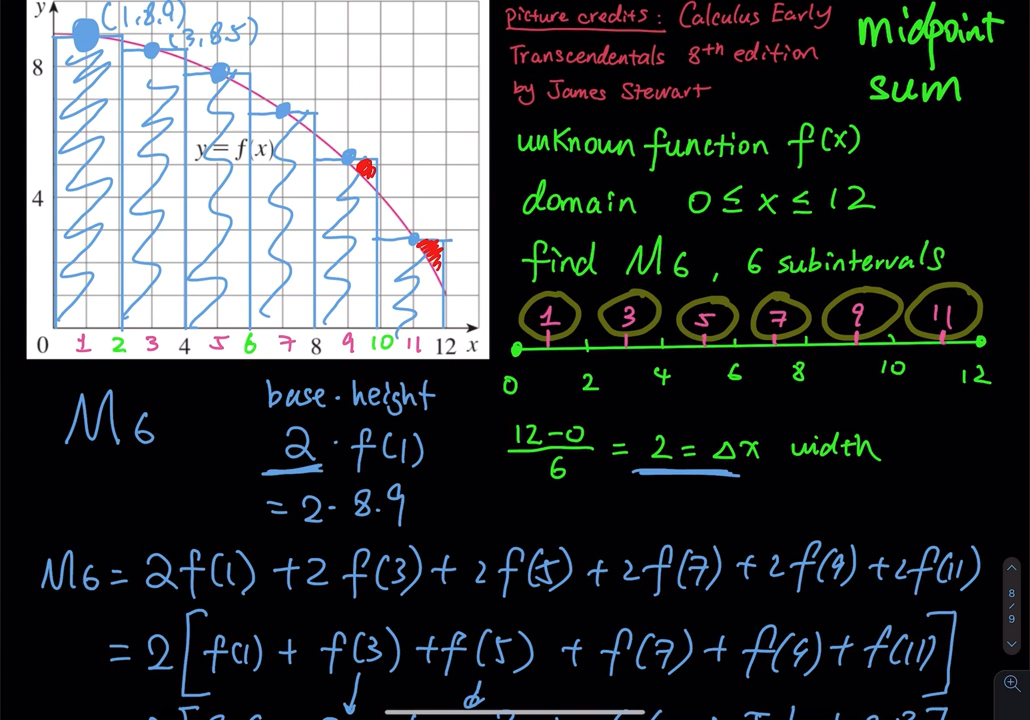 y
(1,8.9)
(3,8.5)
8
y = f(x)
4
0 1 2 3 4 5 6 7 8 9 10 11 12 x
picture credits: Calculus Early
Transcendentals 8th edition
by James Stewart
midpoint
sum
unknown function f(x)
domain 0 ≤ x ≤ 12
find M6, 6 subintervals
1 3 5 7 9 11
0 2 4 6 8 10 12
12-0/6 = 2 = Δx width
M6
base · height
2 · f(1)
= 2 · 8.9
M6 = 2f(1) + 2f(3) + 2f(5) + 2f(7) + 2f(9) + 2f(11)
= 2[f(1) + f(3) + f(5) + f(7) + f(9) + f(11)]
8
/
9